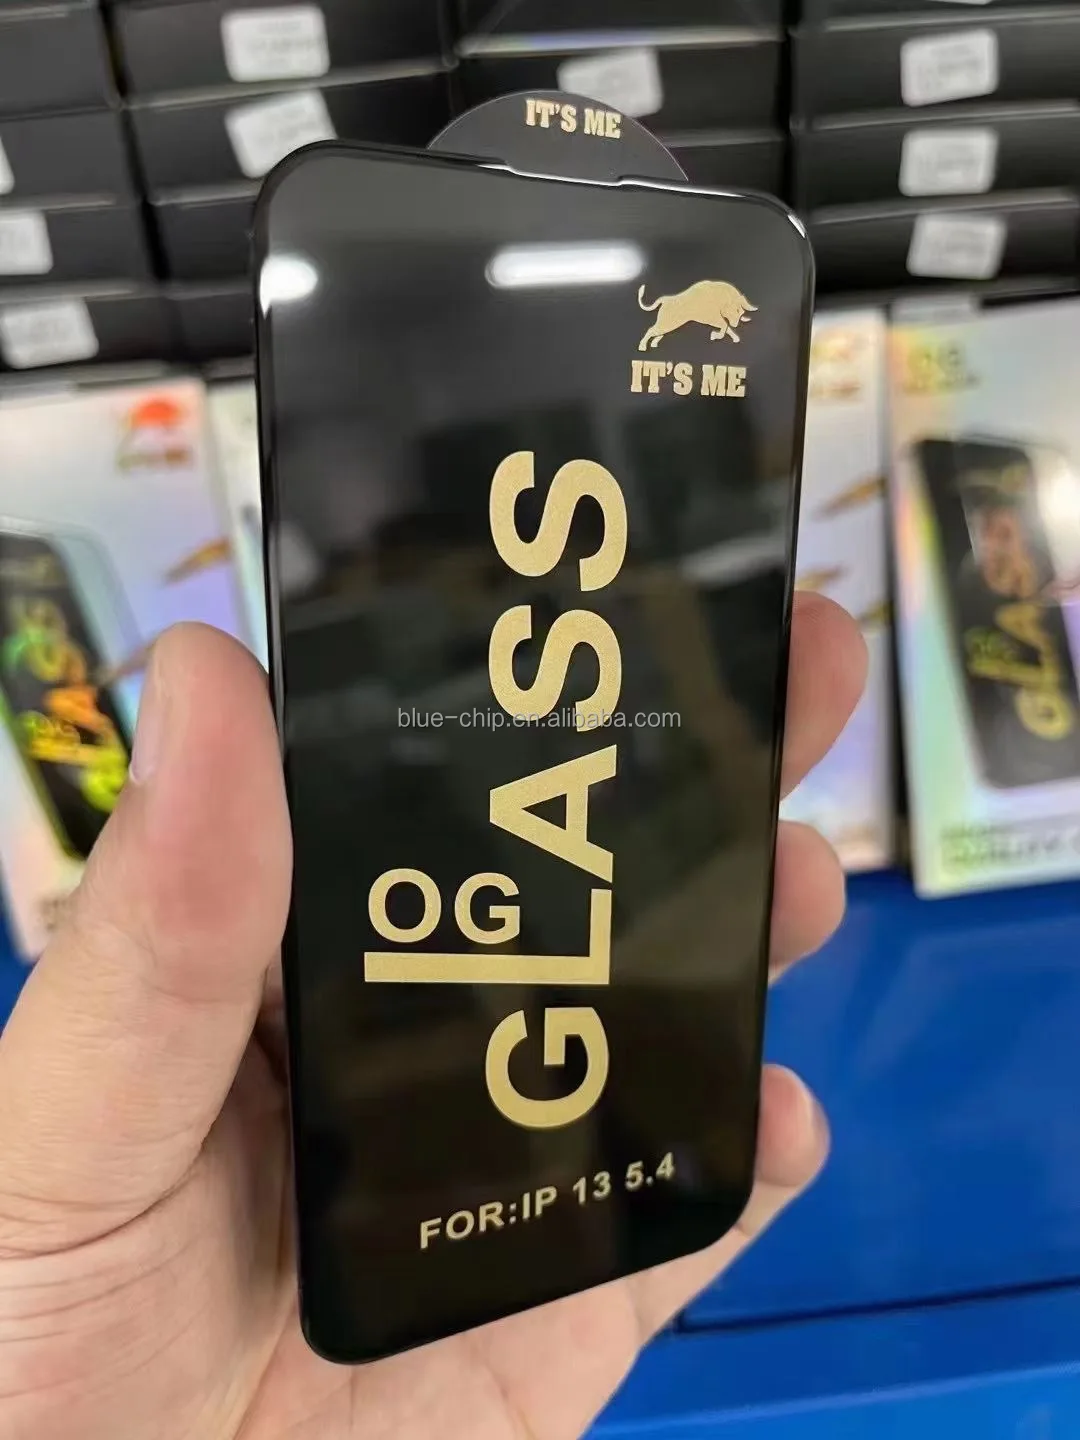 IT'S ME
IT'S ME
OG
GLASS
blue-chip.en.alibaba.com
FOR:IP 13 5.4